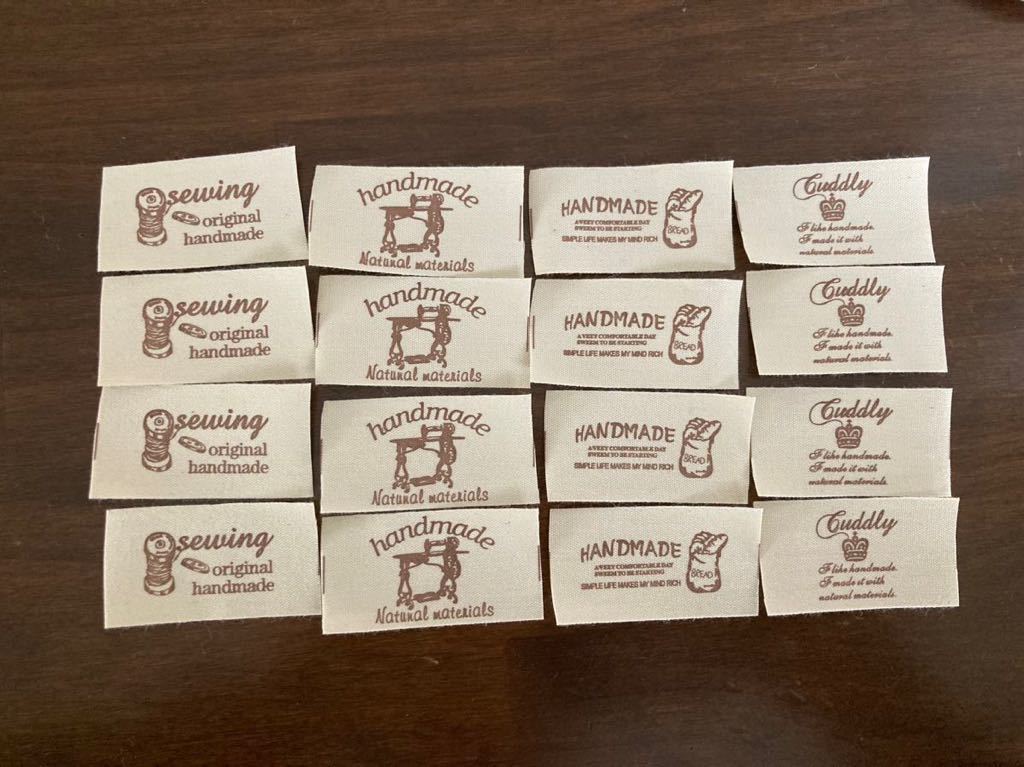 sewing
original
handmade
handmade
Natural materials
HANDMADE
A VERY COMFORTABLE DAY
SWEEM TO BE STARTING
SIMPLE LIFE MAKES MY MIND RICH
BREAD
Cuddly
I like handmade.
I made it with
natural materials.
sewing
original
handmade
handmade
Natural materials
HANDMADE
A VERY COMFORTABLE DAY
SWEEM TO BE STARTING
SIMPLE LIFE MAKES MY MIND RICH
BREAD
Cuddly
I like handmade.
I made it with
natural materials.
sewing
original
handmade
handmade
Natural materials
HANDMADE
A VERY COMFORTABLE DAY
SWEEM TO BE STARTING
SIMPLE LIFE MAKES MY MIND RICH
BREAD
Cuddly
I like handmade.
I made it with
natural materials.
sewing
original
handmade
handmade
Natural materials
HANDMADE
A VERY COMFORTABLE DAY
SWEEM TO BE STARTING
SIMPLE LIFE MAKES MY MIND RICH
BREAD
Cuddly
I like handmade.
I made it with
natural materials.